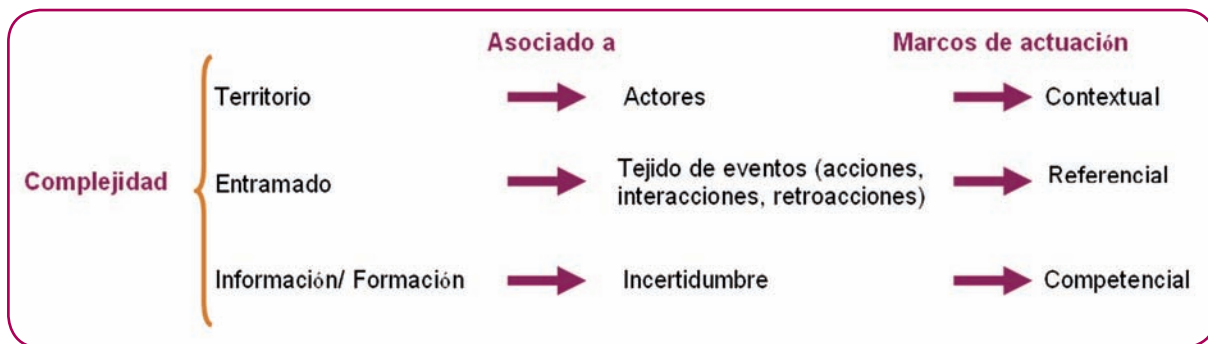 Asociado a
Marcos de actuación
Territorio
Actores
Contextual
Complejidad
Entramado
Tejido de eventos (acciones,
interacciones, retroacciones)
Referencial
Información/ Formación
Incertidumbre
Competencial